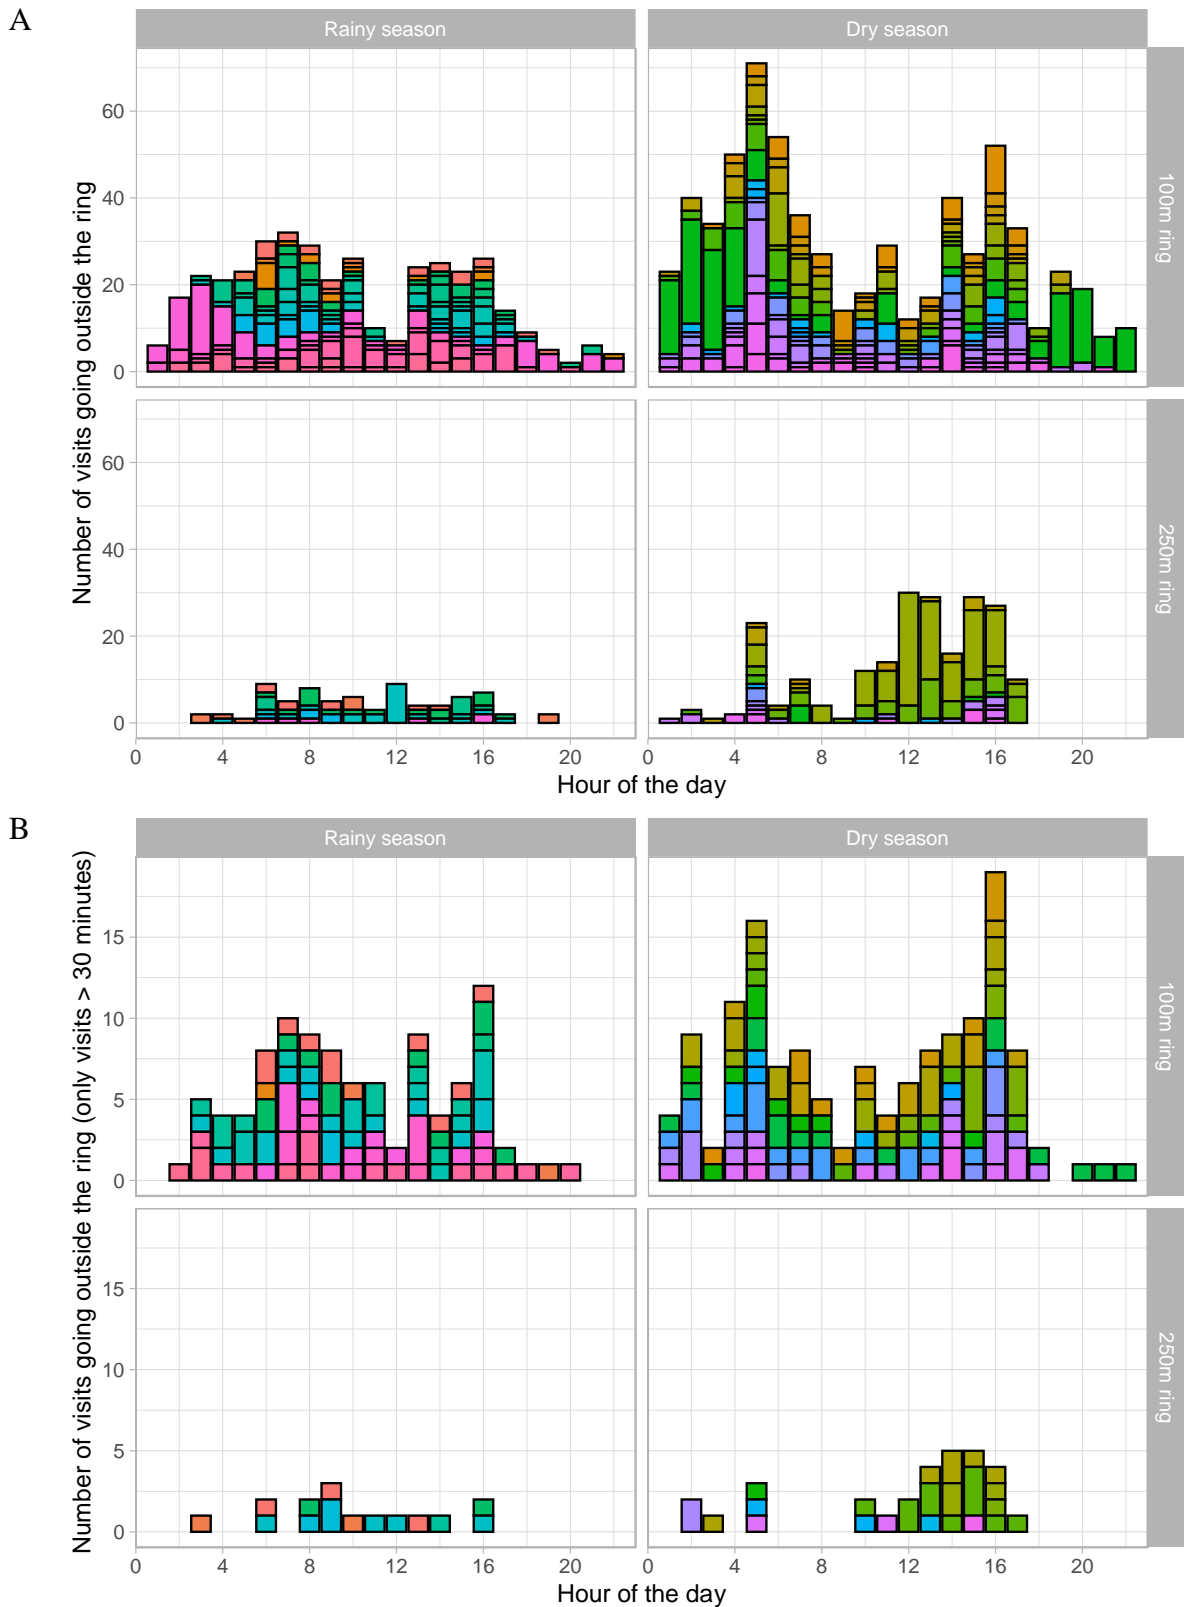 A
Rainy season
Dry season
Number of visits going outside the ring
60
40
20
0
100m ring
60
40
20
0
250m ring
0 4 8 12 16 20
0 4 8 12 16 20
Hour of the day
B
Rainy season
Dry season
Number of visits going outside the ring (only visits > 30 minutes)
15
10
5
0
100m ring
15
10
5
0
250m ring
0 4 8 12 16 20
0 4 8 12 16 20
Hour of the day